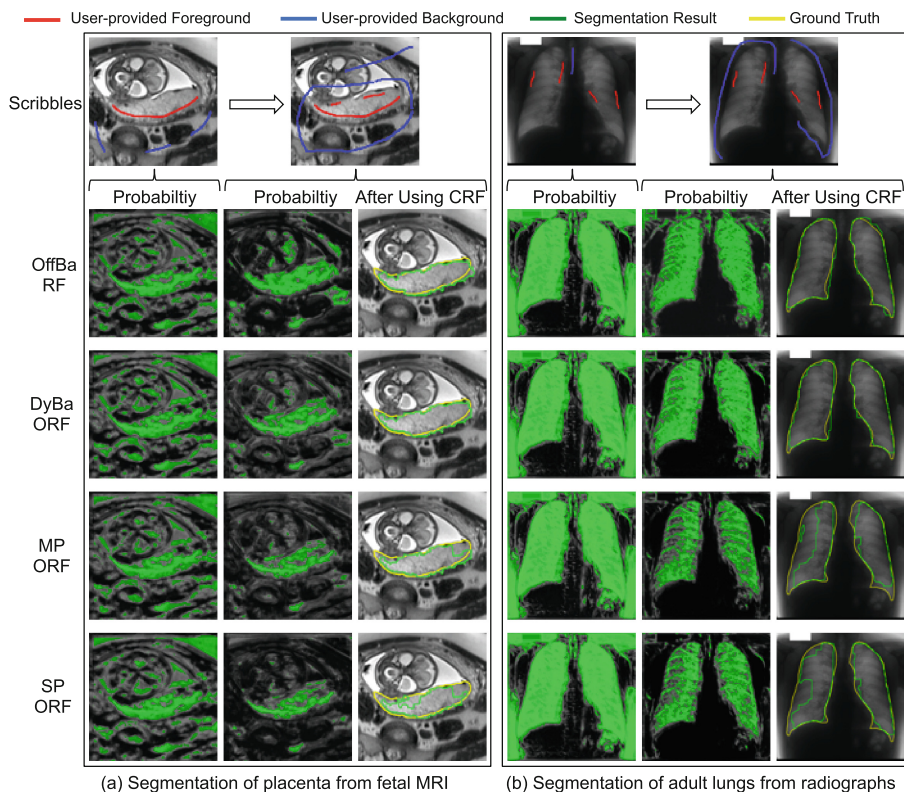 User-provided Foreground User-provided Background Segmentation Result Ground Truth
Scribbles
Probabiltiy Probabiltiy After Using CRF Probabiltiy Probabiltiy After Using CRF
OffBa
RF
DyBa
ORF
MP
ORF
SP
ORF
(a) Segmentation of placenta from fetal MRI (b) Segmentation of adult lungs from radiographs